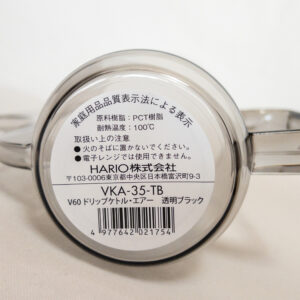 家庭用品品質表示法による表示
原料樹脂：PCT樹脂
耐熱温度：100℃
取扱い上の注意
●火のそばに置かないでください。
●電子レンジでは使用できません。
HARIO株式会社
〒103-0006東京都中央区日本橋富沢町9-3
VKA-35-TB
V60 ドリップケトル・エアー 透明ブラック
4 977642 021754